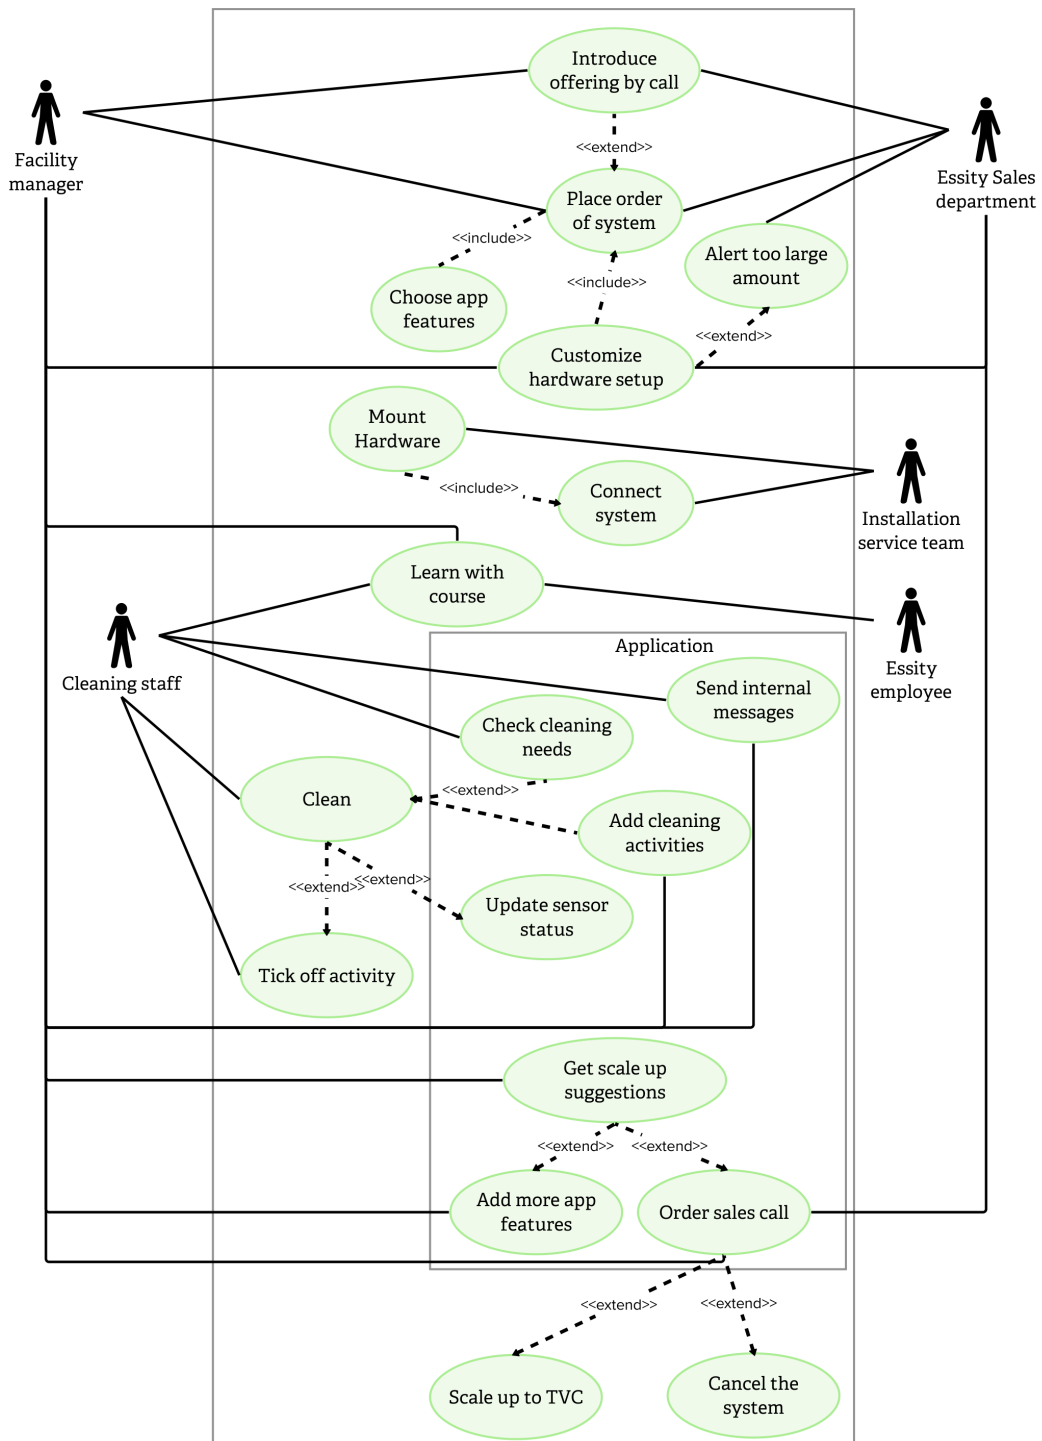 Introduce
offering by call
Facility
manager
Essity Sales
department
<<extend>>
Place order
of system
<<include>>
Alert too large
amount
Choose app
features
<<include>>
<<extend>>
Customize
hardware setup
Mount
Hardware
<<include>>
Connect
system
Installation
service team
Learn with
course
Cleaning staff
Essity
employee
Application
Send internal
messages
Check cleaning
needs
<<extend>>
Clean
Add cleaning
activities
<<extend>>
<<extend>>
Update sensor
status
Tick off activity
Get scale up
suggestions
<<extend>>
<<extend>>
Add more app
features
Order sales call
<<extend>>
<<extend>>
Scale up to TVC
Cancel the
system